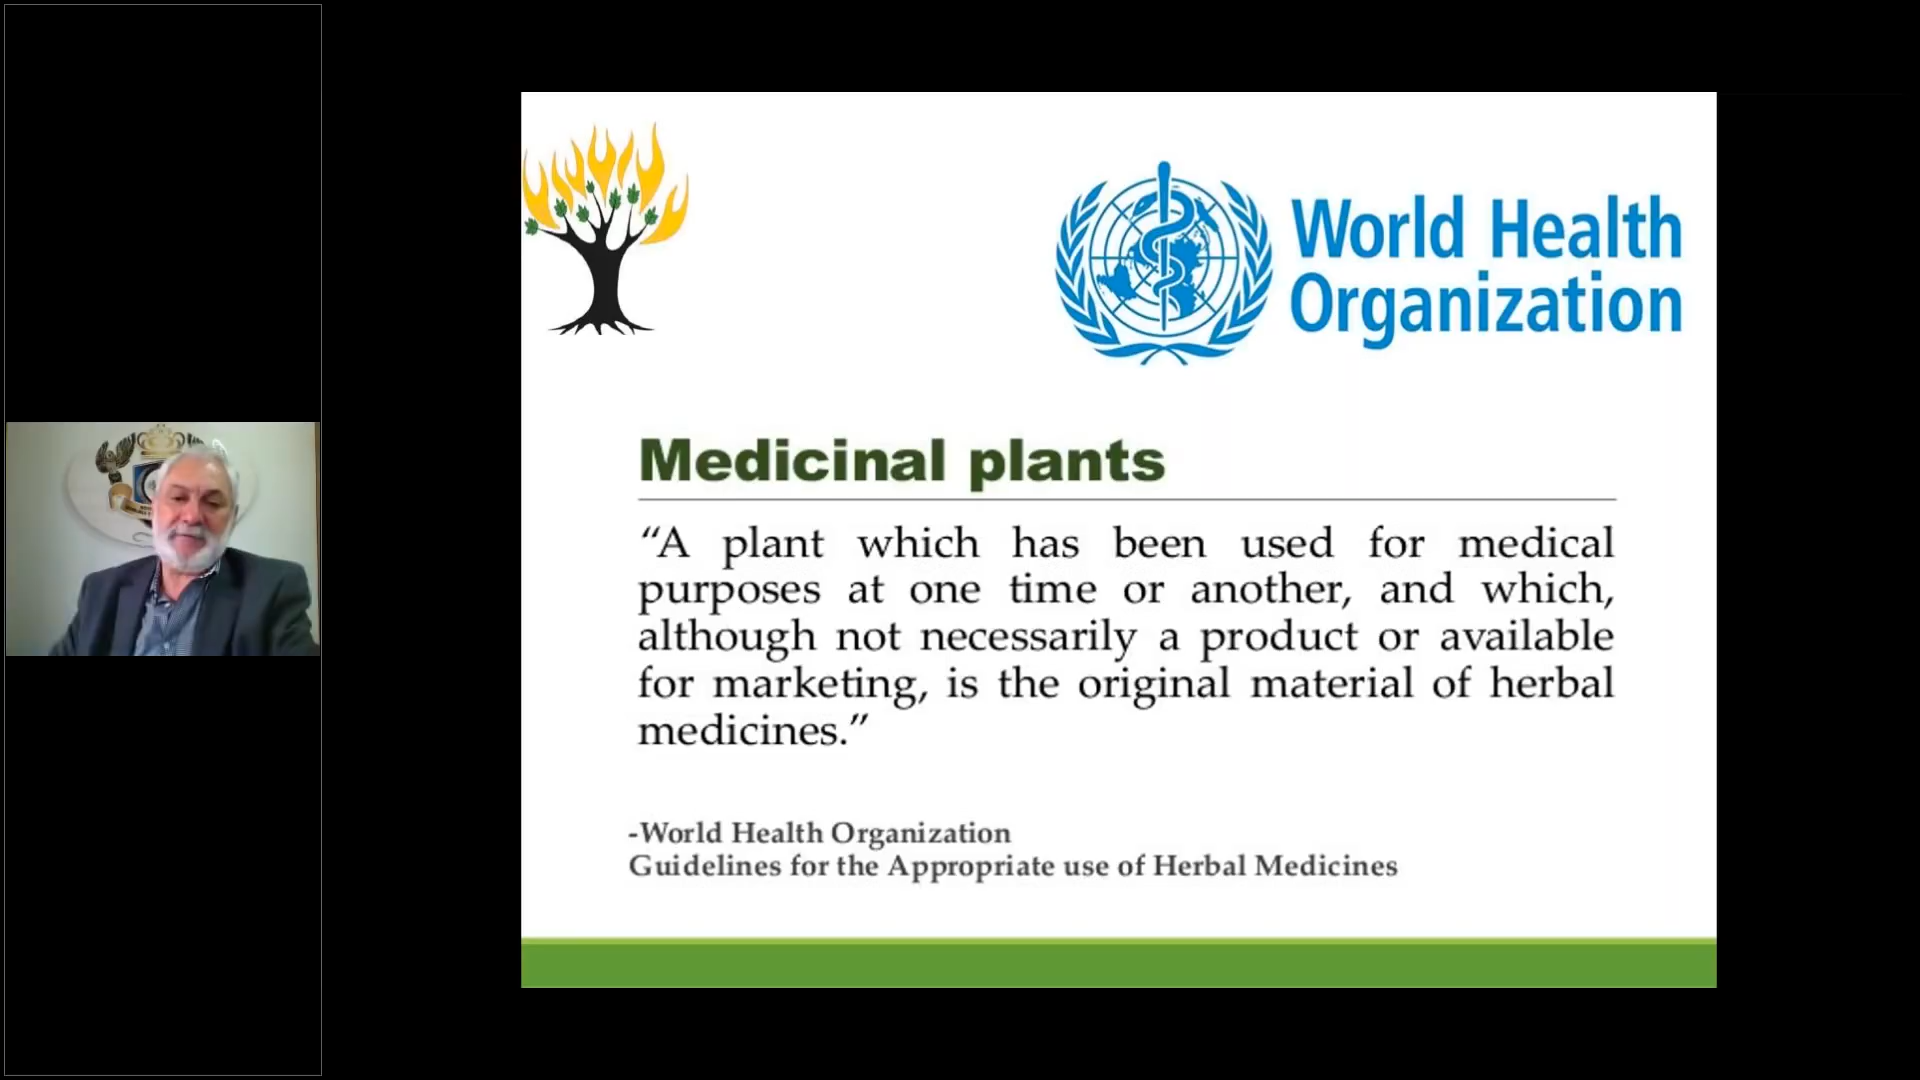 World Health
Organization
Medicinal plants
“A plant which has been used for medical
purposes at one time or another, and which,
although not necessarily a product or available
for marketing, is the original material of herbal
medicines.”
-World Health Organization
Guidelines for the Appropriate use of Herbal Medicines